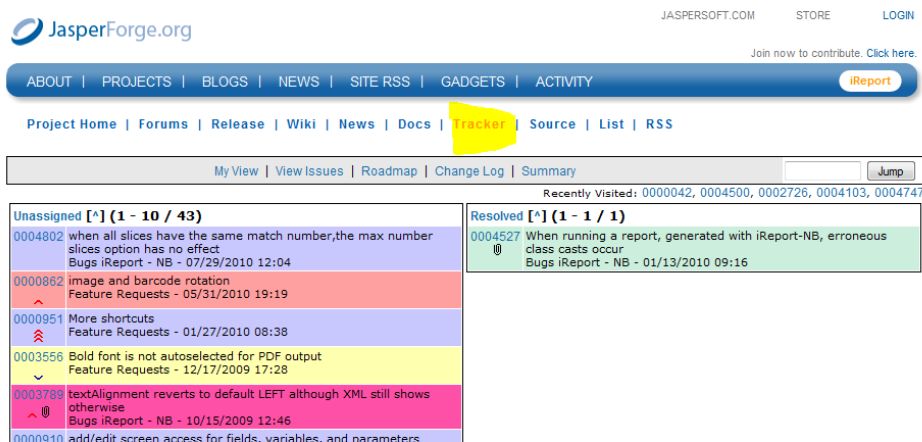 JASPERSOFT.COM STORE LOGIN
JasperForge.org
Join now to contribute. Click here.
ABOUT | PROJECTS | BLOGS | NEWS | SITE RSS | GADGETS | ACTIVITY iReport
Project Home | Forums | Release | Wiki | News | Docs | Tracker | Source | List | RSS
My View | View Issues | Roadmap | Change Log | Summary Jump
Recently Visited: 0000042, 0004500, 0002726, 0004103, 0004747
Unassigned [^] (1 - 10 / 43)
0004802 when all slices have the same match number,the max number
slices option has no effect
Bugs iReport - NB - 07/29/2010 12:04
0000862 image and barcode rotation
Feature Requests - 05/31/2010 19:19
0000951 More shortcuts
Feature Requests - 01/27/2010 08:38
0003556 Bold font is not autoselected for PDF output
Feature Requests - 12/17/2009 17:28
0003789 textAlignment reverts to default LEFT although XML still shows
otherwise
Bugs iReport - NB - 10/15/2009 12:46
0000910 add/edit screen access for fields, variables, and parameters
Resolved [^] (1 - 1 / 1)
0004527 When running a report, generated with iReport-NB, erroneous
class casts occur
Bugs iReport - NB - 01/13/2010 09:16